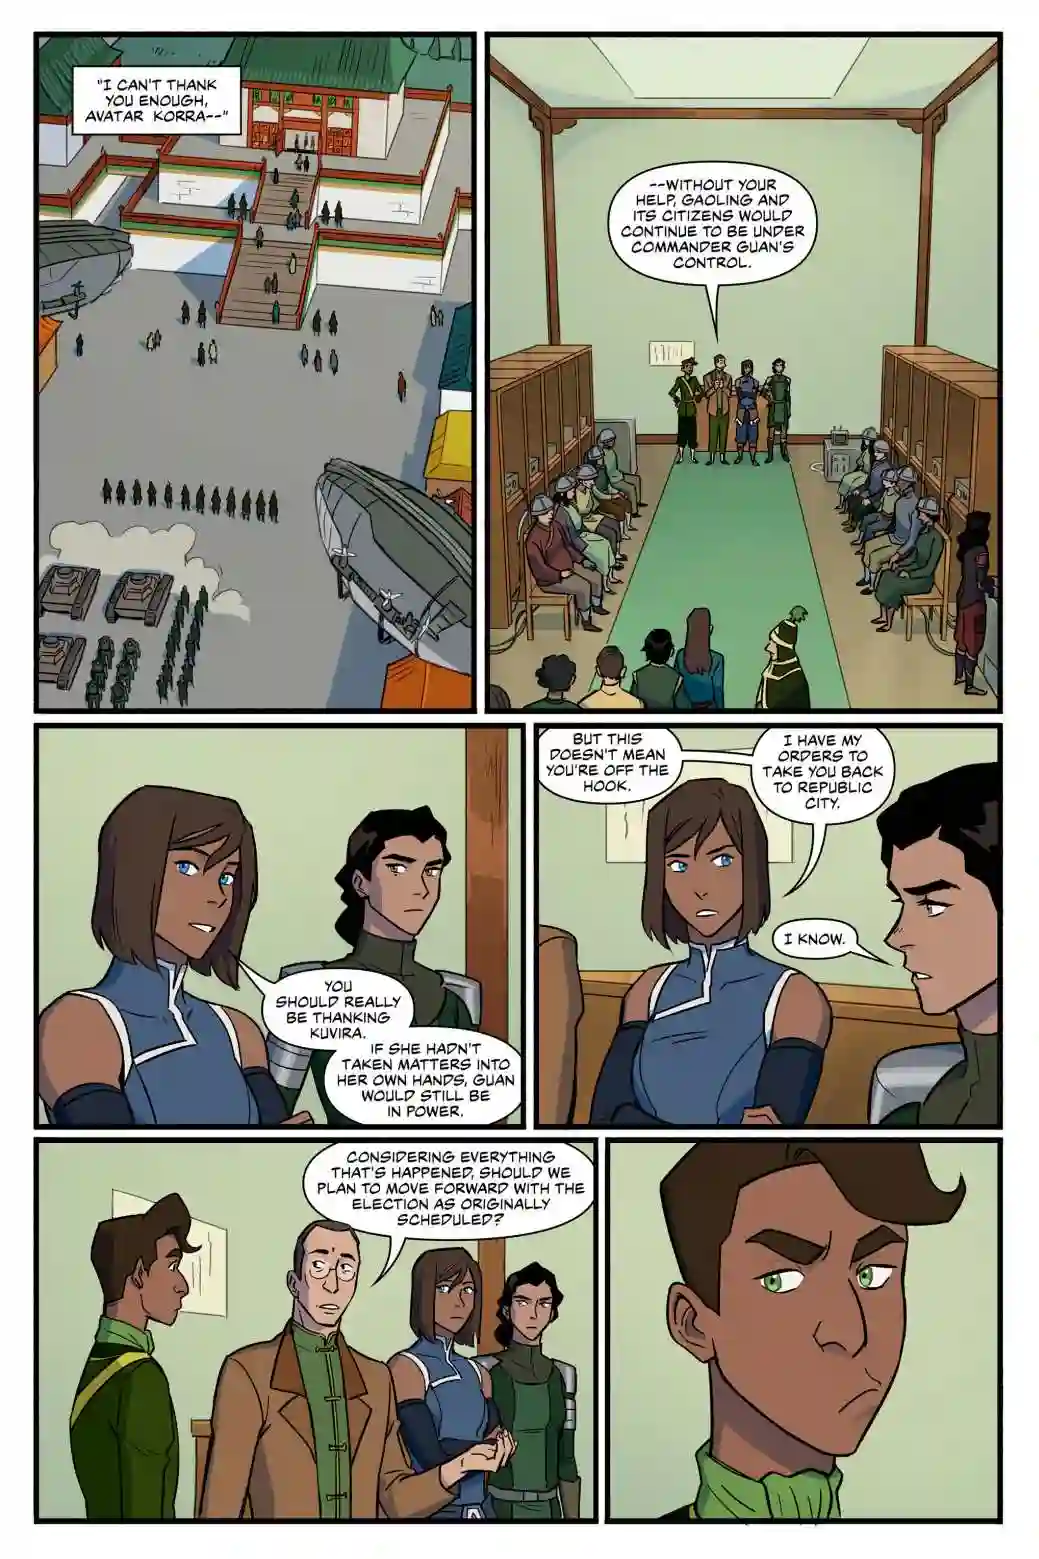 "I CAN'T THANK
YOU ENOUGH,
AVATAR KORRA--"
--WITHOUT YOUR
HELP, GAOLING AND
ITS CITIZENS WOULD
CONTINUE TO BE UNDER
COMMANDER GUAN'S
CONTROL.
YOU
SHOULD REALLY
BE THANKING
KUVIRA.
IF SHE HADN'T
TAKEN MATTERS INTO
HER OWN HANDS, GUAN
WOULD STILL BE
IN POWER.
BUT THIS
DOESN'T MEAN
YOU'RE OFF THE
HOOK.
I HAVE MY
ORDERS TO
TAKE YOU BACK
TO REPUBLIC
CITY.
I KNOW.
CONSIDERING EVERYTHING
THAT'S HAPPENED, SHOULD WE
PLAN TO MOVE FORWARD WITH THE
ELECTION AS ORIGINALLY
SCHEDULED?